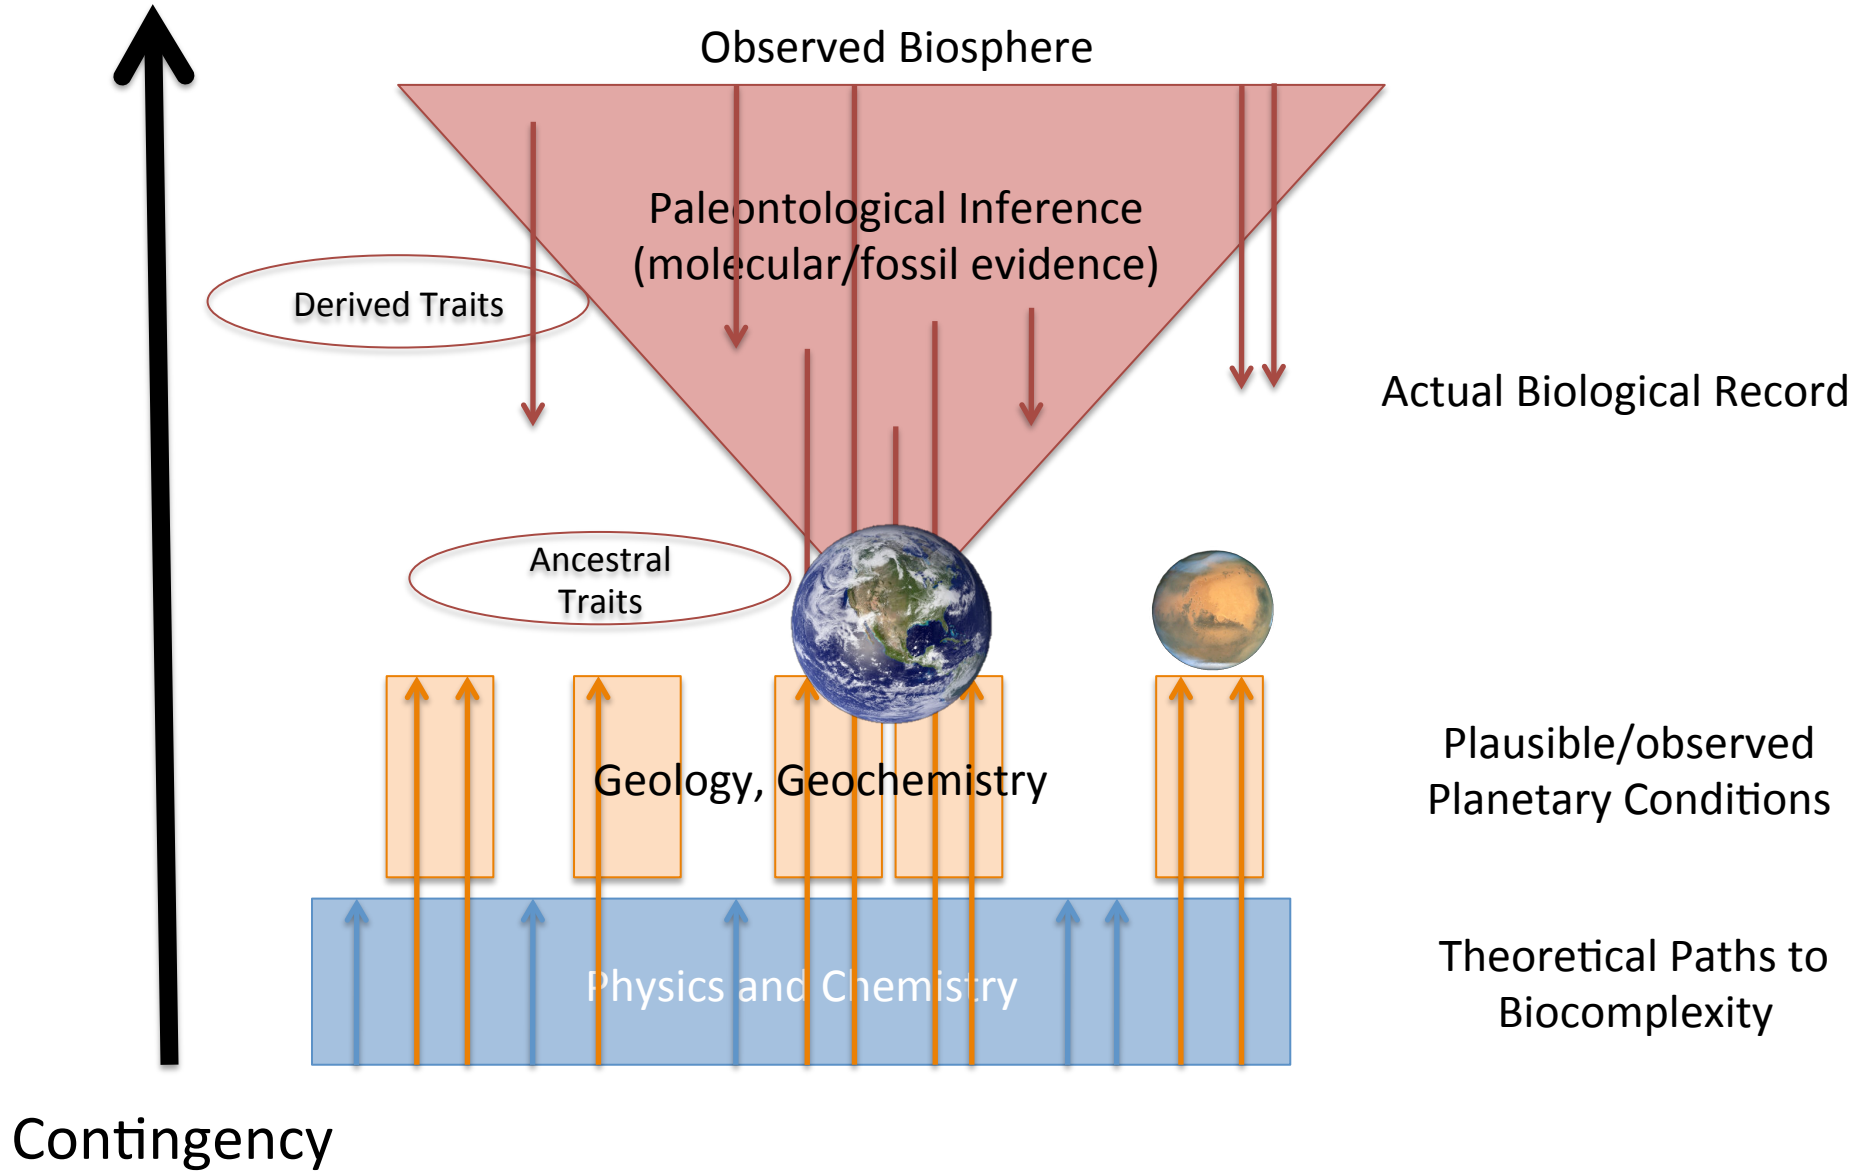 Observed Biosphere
Paleontological Inference
(molecular/fossil evidence)
Derived Traits
Actual Biological Record
Ancestral
Traits
Geology, Geochemistry
Plausible/observed
Planetary Conditions
Physics and Chemistry
Theoretical Paths to
Biocomplexity
Contingency